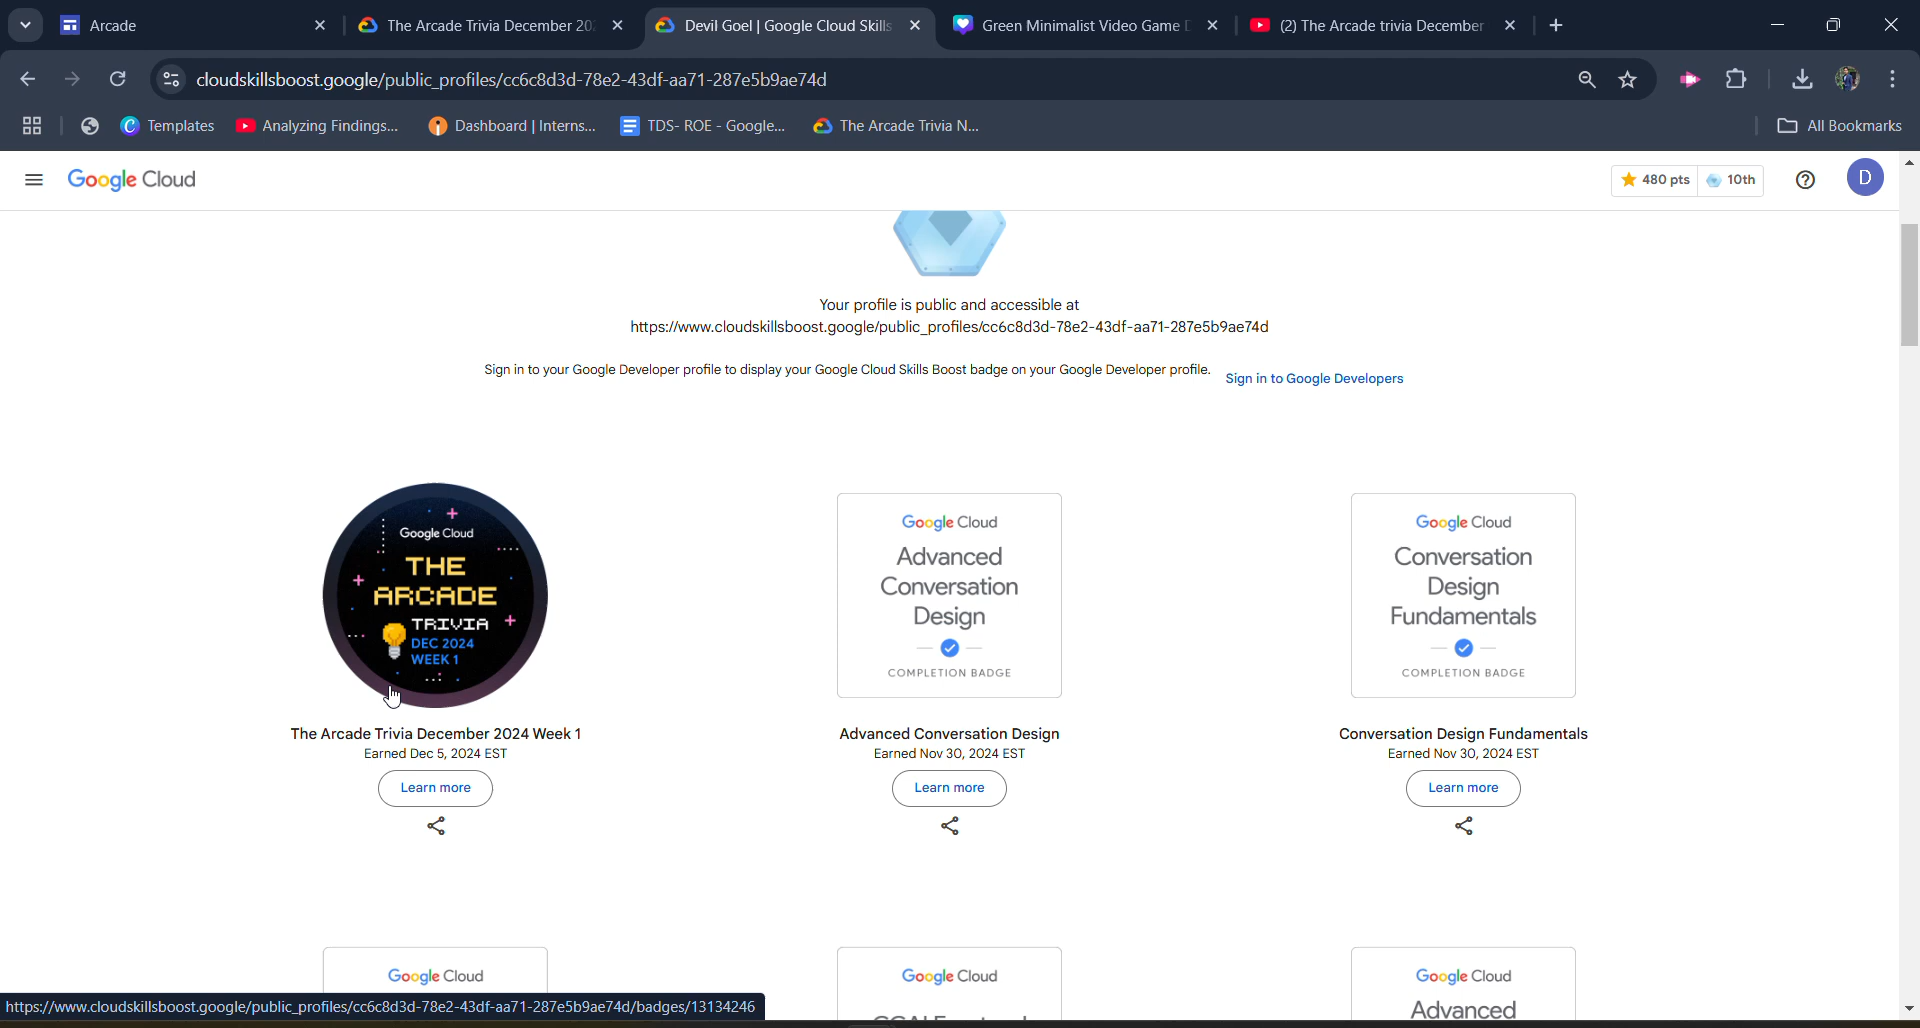 Arcade
The Arcade Trivia December 20
Devil Goel | Google Cloud Skills
Green Minimalist Video Game
(2) The Arcade trivia December
cloudskillsboost.google/public_profiles/cc6c8d3d-78e2-43df-aa71-287e5b9ae74d
Templates
Analyzing Findings...
Dashboard | Interns...
TDS- ROE - Google...
The Arcade Trivia N...
All Bookmarks
Google Cloud
480 pts
10th
D
Your profile is public and accessible at
https://www.cloudskillsboost.google/public_profiles/cc6c8d3d-78e2-43df-aa71-287e5b9ae74d
Sign in to your Google Developer profile to display your Google Cloud Skills Boost badge on your Google Developer profile.
Sign in to Google Developers
Google Cloud
THE
ARCADE
TRIVIA
DEC 2024
WEEK 1
The Arcade Trivia December 2024 Week 1
Earned Dec 5, 2024 EST
Learn more
Google Cloud
Advanced
Conversation
Design
COMPLETION BADGE
Advanced Conversation Design
Earned Nov 30, 2024 EST
Learn more
Google Cloud
Conversation
Design
Fundamentals
COMPLETION BADGE
Conversation Design Fundamentals
Earned Nov 30, 2024 EST
Learn more
Google Cloud
Google Cloud
Google Cloud
Advanced
https://www.cloudskillsboost.google/public_profiles/cc6c8d3d-78e2-43df-aa71-287e5b9ae74d/badges/13134246